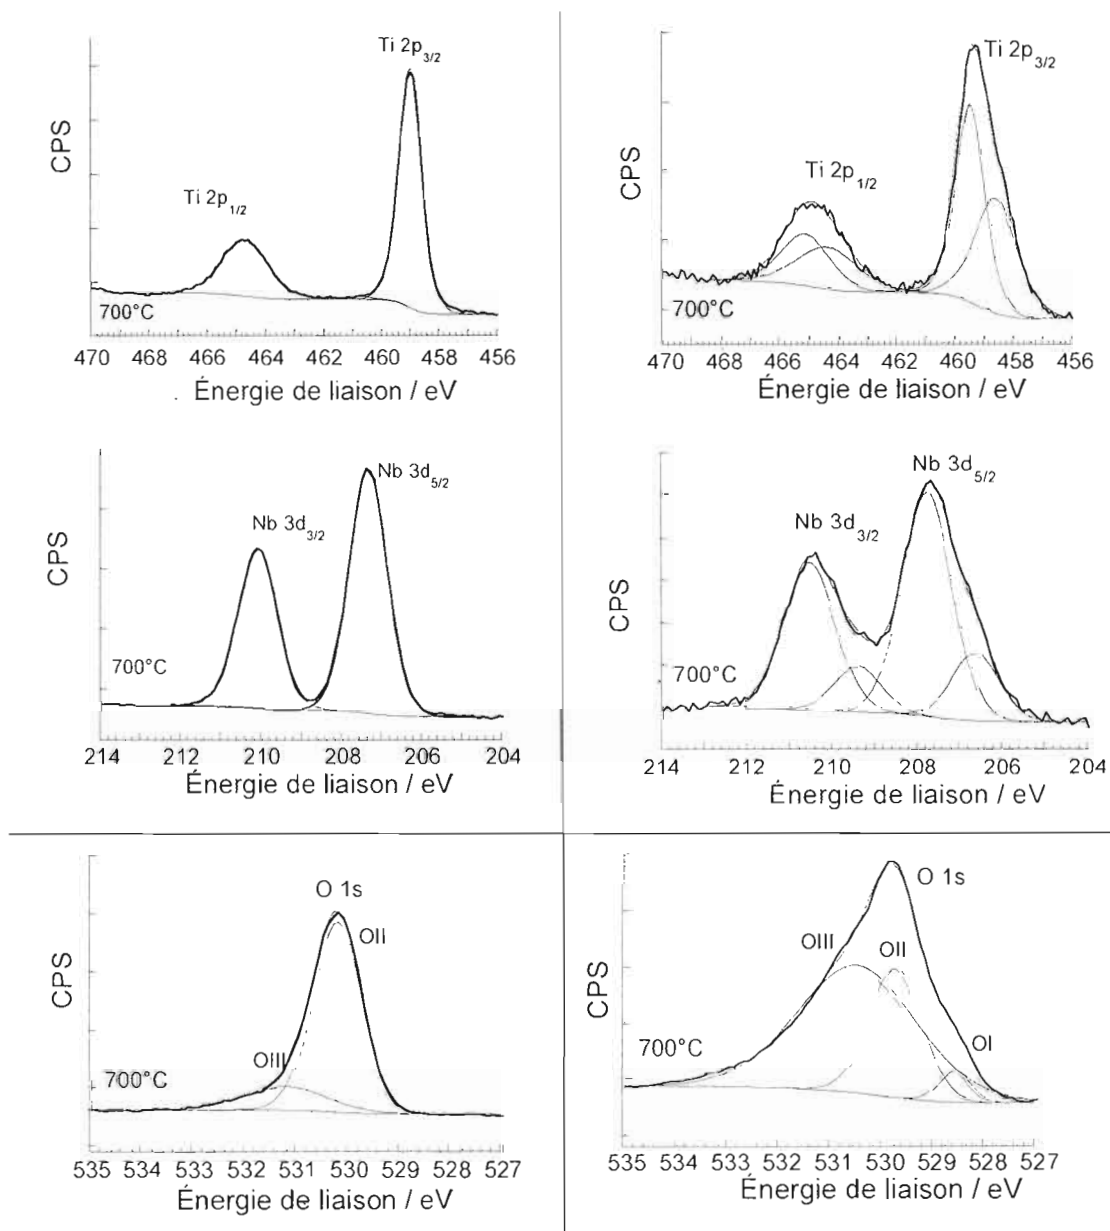 Ti 2p3/2
Ti 2p1/2
CPS
700°C
470 468 466 464 462 460 458 456
Énergie de liaison / eV
Ti 2p3/2
Ti 2p1/2
CPS
700°C
470 468 466 464 462 460 458 456
Énergie de liaison / eV
Nb 3d5/2
Nb 3d3/2
CPS
700°C
214 212 210 208 206 204
Énergie de liaison / eV
Nb 3d5/2
Nb 3d3/2
CPS
700°C
214 212 210 208 206 204
Énergie de liaison / eV
O 1s
OII
OIII
CPS
700°C
535 534 533 532 531 530 529 528 527
Énergie de liaison / eV
O 1s
OIII
OII
OI
CPS
700°C
535 534 533 532 531 530 529 528 527
Énergie de liaison / eV